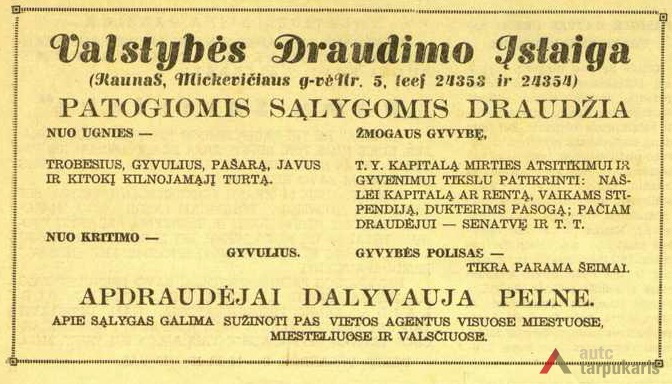 Valstybės Draudimo Įstaiga
(Kaunas, Mickevičiaus g-vė Nr. 5, teef 24353 ir 24354)
PATOGIOMIS SĄLYGOMIS DRAUDŽIA
NUO UGNIES —
TROBESIUS, GYVULIUS, PAŠARĄ, JAVUS
IR KITOKĮ KILNOJAMĄJĮ TURTĄ.
NUO KRITIMO —
GYVULIUS.
ŽMOGAUS GYVYBĘ,
T. Y. KAPITALĄ MIRTIES ATSITIKIMUI IR
GYVENIMUI TIKSLU PATIKRINTI: NAŠ-
LEI KAPITALĄ AR RENTĄ, VAIKAMS STI-
PENDIJĄ, DUKTERIMS PASOGĄ; PAČIAM
DRAUDĖJUI — SENATVĘ IR T. T.
GYVYBĖS POLISAS —
TIKRA PARAMA ŠEIMAI.
APDRAUDĖJAI DALYVAUJA PELNE.
APIE SĄLYGAS GALIMA SUŽINOTI PAS VIETOS AGENTUS VISUOSE MIESTUOSE,
MIESTELIUOSE IR VALSČIUOSE.
autc
tarpukaris